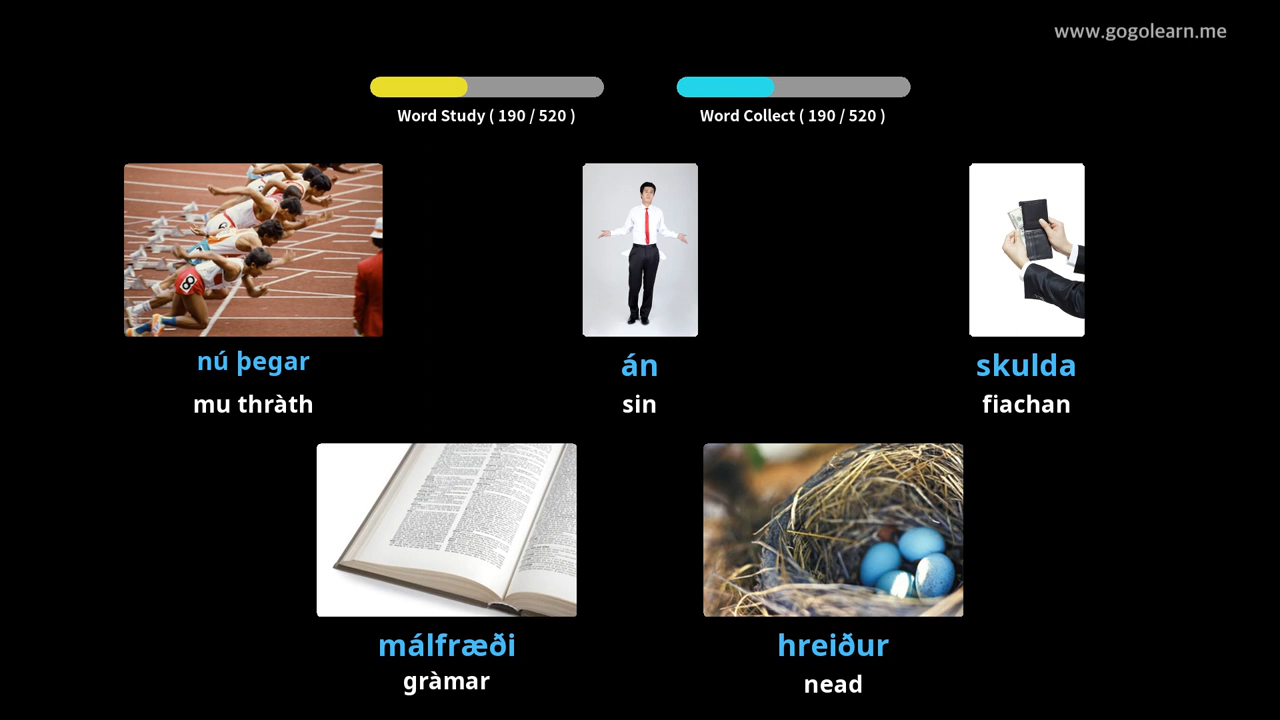 www.gogolearn.me
Word Study ( 190 / 520 )
Word Collect ( 190 / 520 )
nú þegar
mu thràth
án
sin
skulda
fiachan
málfræði
gràmar
hreiður
nead